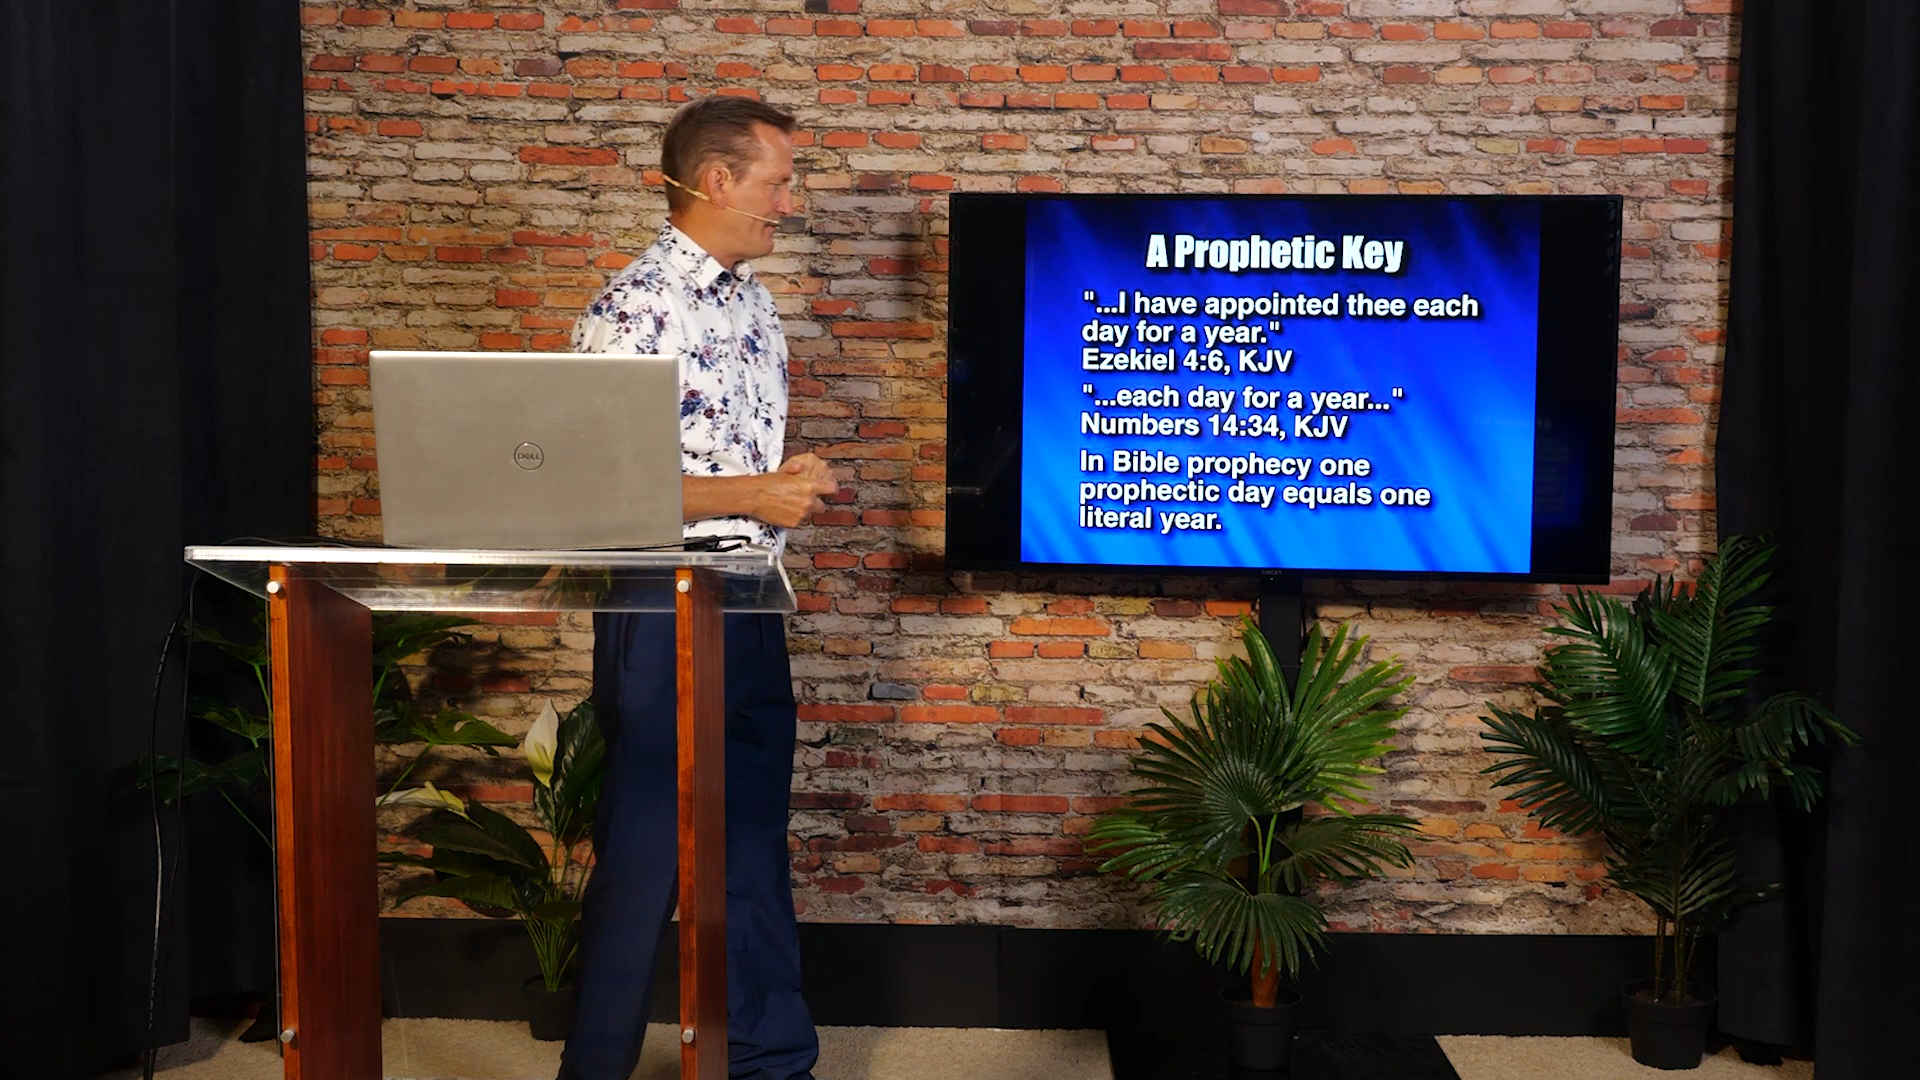 A Prophetic Key
"...I have appointed thee each
day for a year."
Ezekiel 4:6, KJV
"...each day for a year..."
Numbers 14:34, KJV
In Bible prophecy one
prophectic day equals one
literal year.
DELL